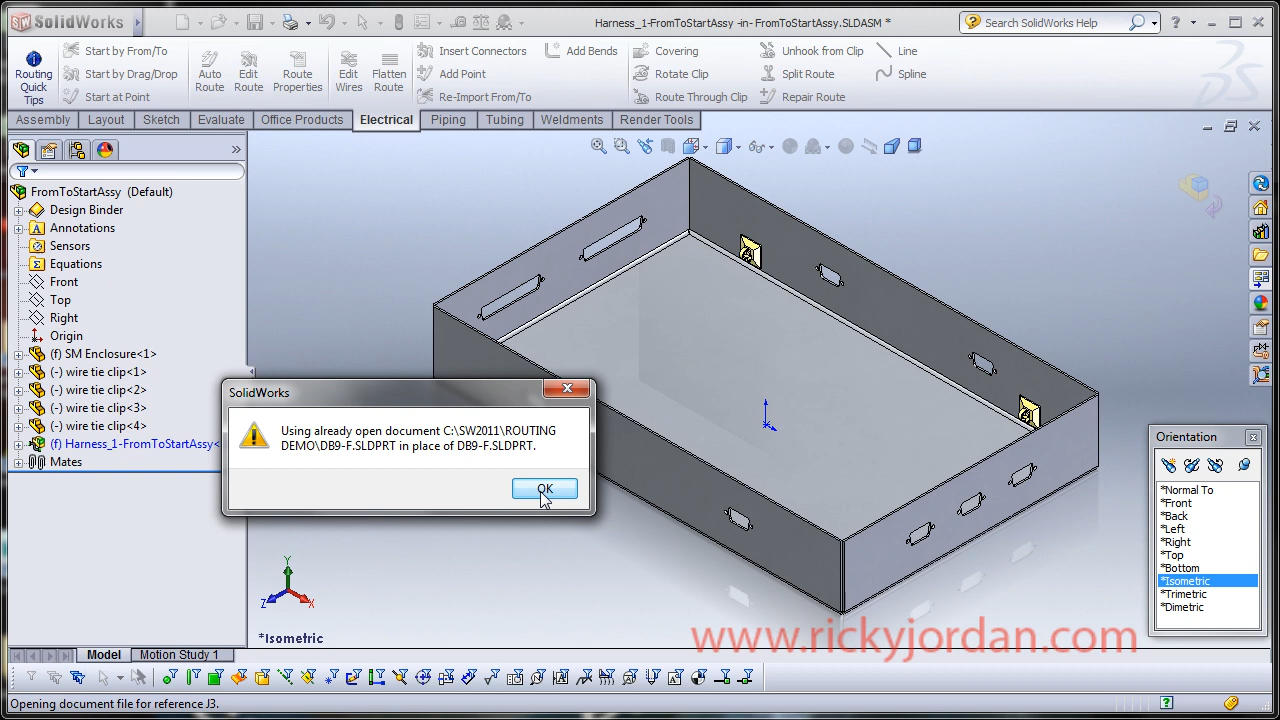 SolidWorks
Harness_1-FromToStartAssy -in- FromToStartAssy.SLDASM *
Search SolidWorks Help
Routing Quick Tips
Start by From/To
Start by Drag/Drop
Start at Point
Auto Route
Edit Route
Route Properties
Edit Wires
Flatten Route
Insert Connectors
Add Point
Re-Import From/To
Add Bends
Covering
Rotate Clip
Route Through Clip
Unhook from Clip
Split Route
Repair Route
Line
Spline
Assembly
Layout
Sketch
Evaluate
Office Products
Electrical
Piping
Tubing
Weldments
Render Tools
FromToStartAssy (Default)
Design Binder
Annotations
Sensors
Equations
Front
Top
Right
Origin
(f) SM Enclosure<1>
(-) wire tie clip<1>
(-) wire tie clip<2>
(-) wire tie clip<3>
(-) wire tie clip<4>
(f) Harness_1-FromToStartAssy<
Mates
SolidWorks
Using already open document C:\SW2011\ROUTING
DEMO\DB9-F.SLDPRT in place of DB9-F.SLDPRT.
OK
Orientation
*Normal To
*Front
*Back
*Left
*Right
*Top
*Bottom
*Isometric
*Trimetric
*Dimetric
Y
Z
X
*Isometric
www.rickyjordan.com
Model
Motion Study 1
Opening document file for reference J3.